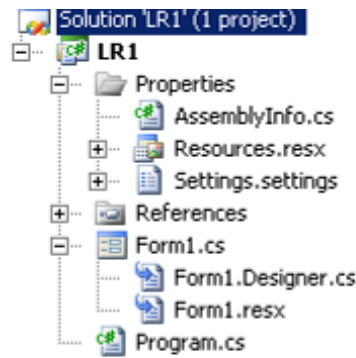 Solution 'LR1' (1 project)
LR1
Properties
AssemblyInfo.cs
Resources.resx
Settings.settings
References
Form1.cs
Form1.Designer.cs
Form1.resx
Program.cs